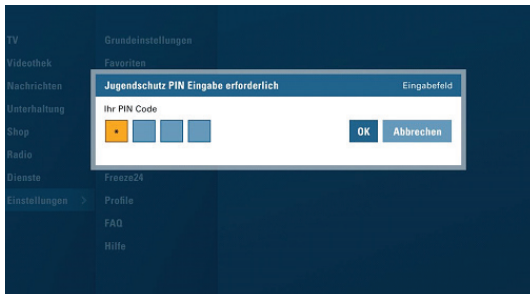 TV
Videothek
Nachrichten
Unterhaltung
Shop
Radio
Dienste
Einstellungen >
Grundeinstellungen
Favoriten
Jugendschutz PIN Eingabe erforderlich Eingabefeld
Ihr PIN Code
OK Abbrechen
Freeze24
Profile
FAQ
Hilfe